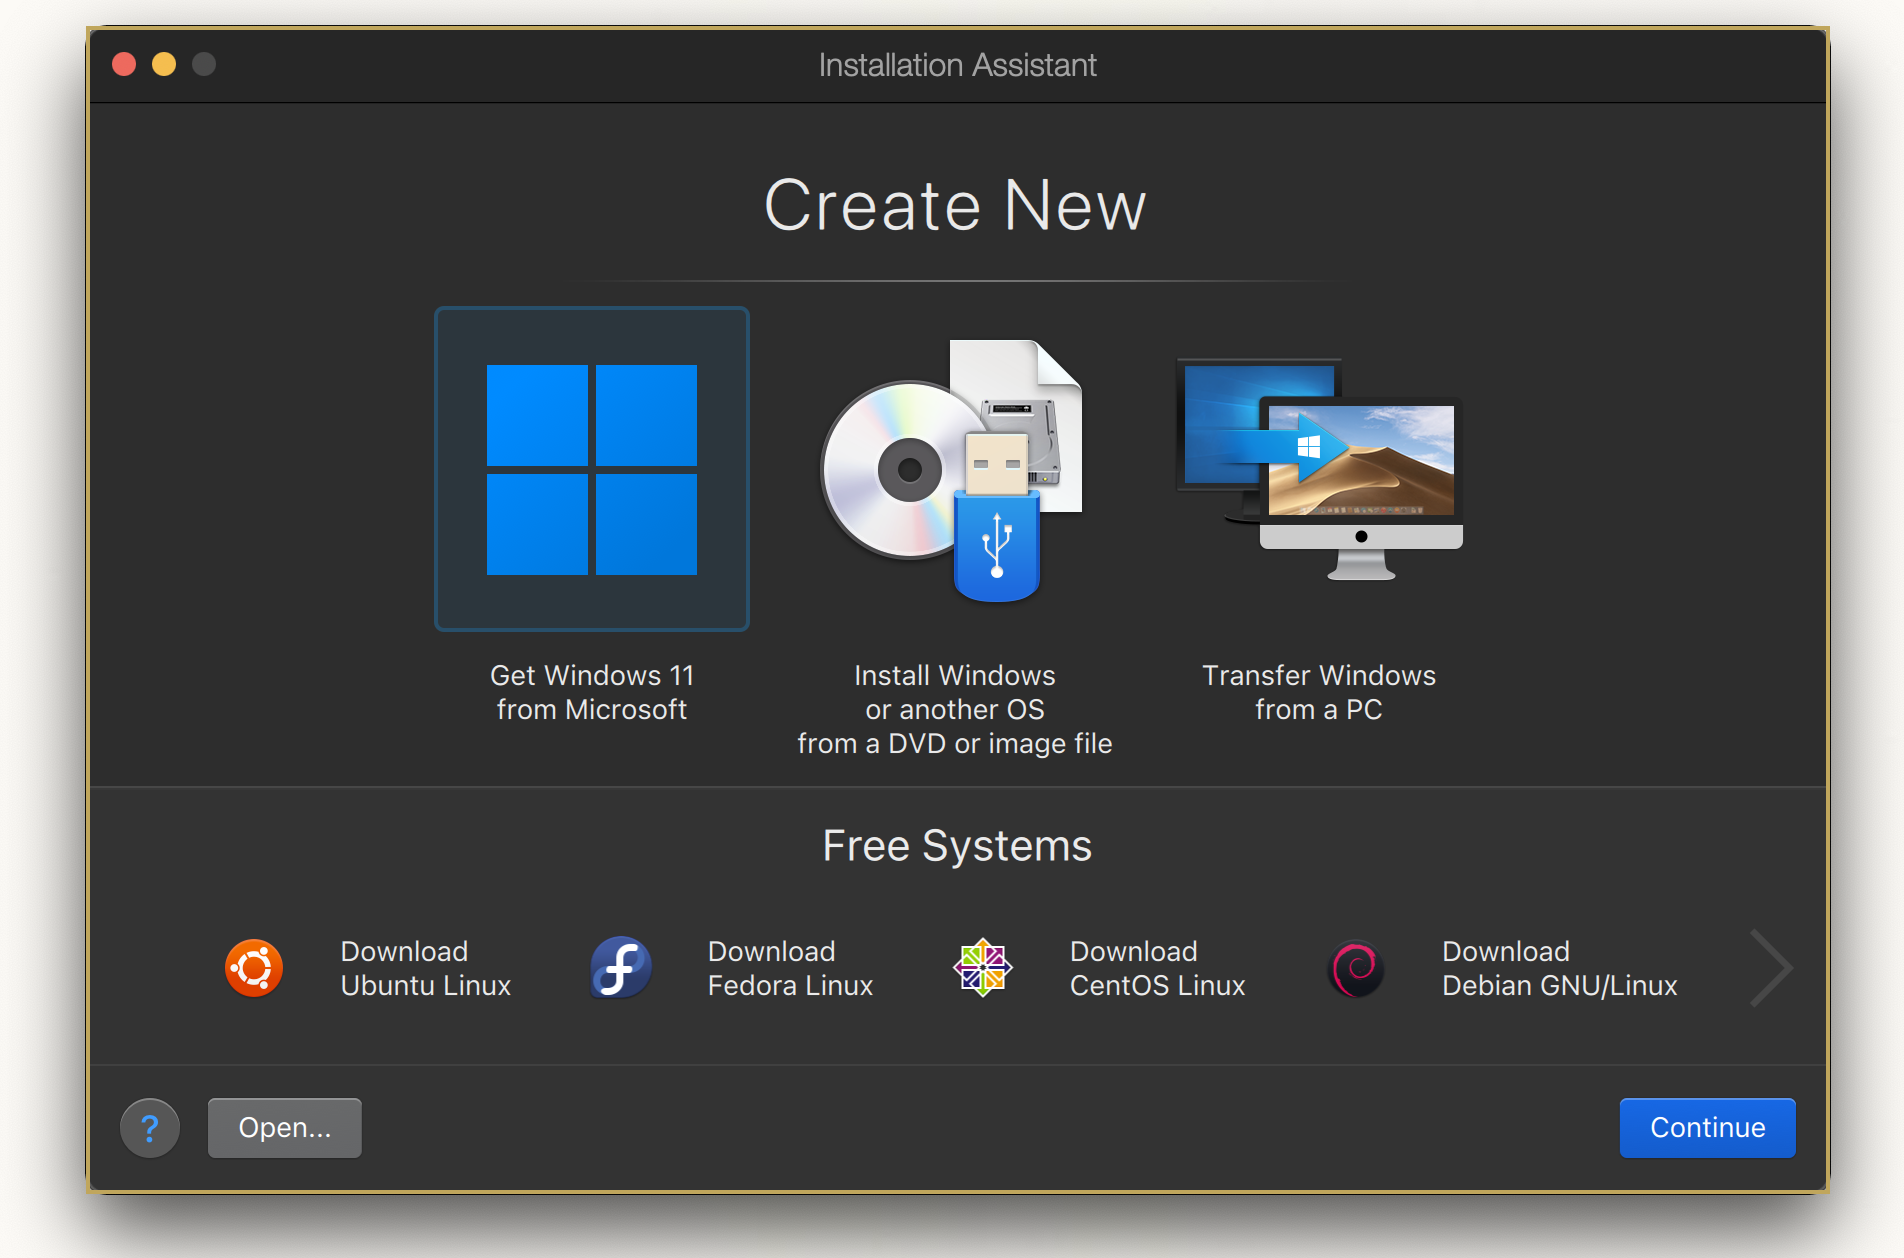 Installation Assistant
Create New
Get Windows 11
from Microsoft
Install Windows
or another OS
from a DVD or image file
Transfer Windows
from a PC
Free Systems
Download
Ubuntu Linux
Download
Fedora Linux
Download
CentOS Linux
Download
Debian GNU/Linux
?
Open...
Continue